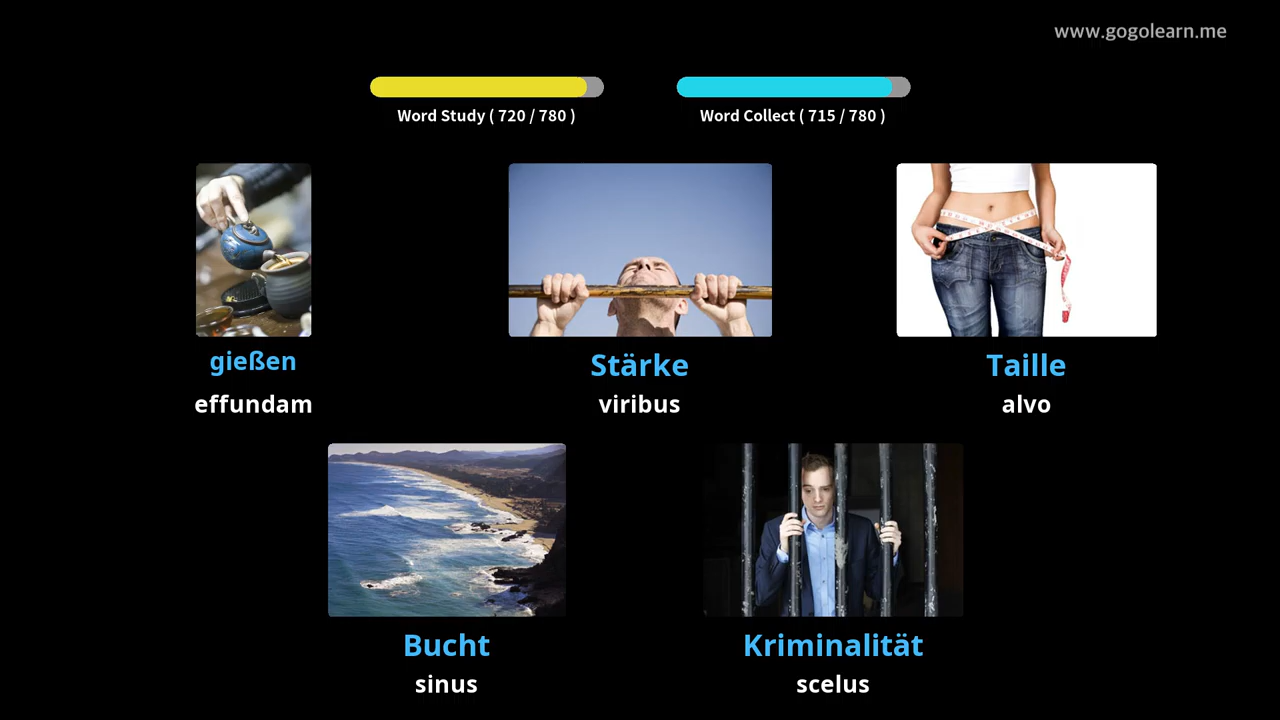 www.gogolearn.me
Word Study ( 720 / 780 )
Word Collect ( 715 / 780 )
gießen
Stärke
Taille
effundam
viribus
alvo
Bucht
Kriminalität
sinus
scelus